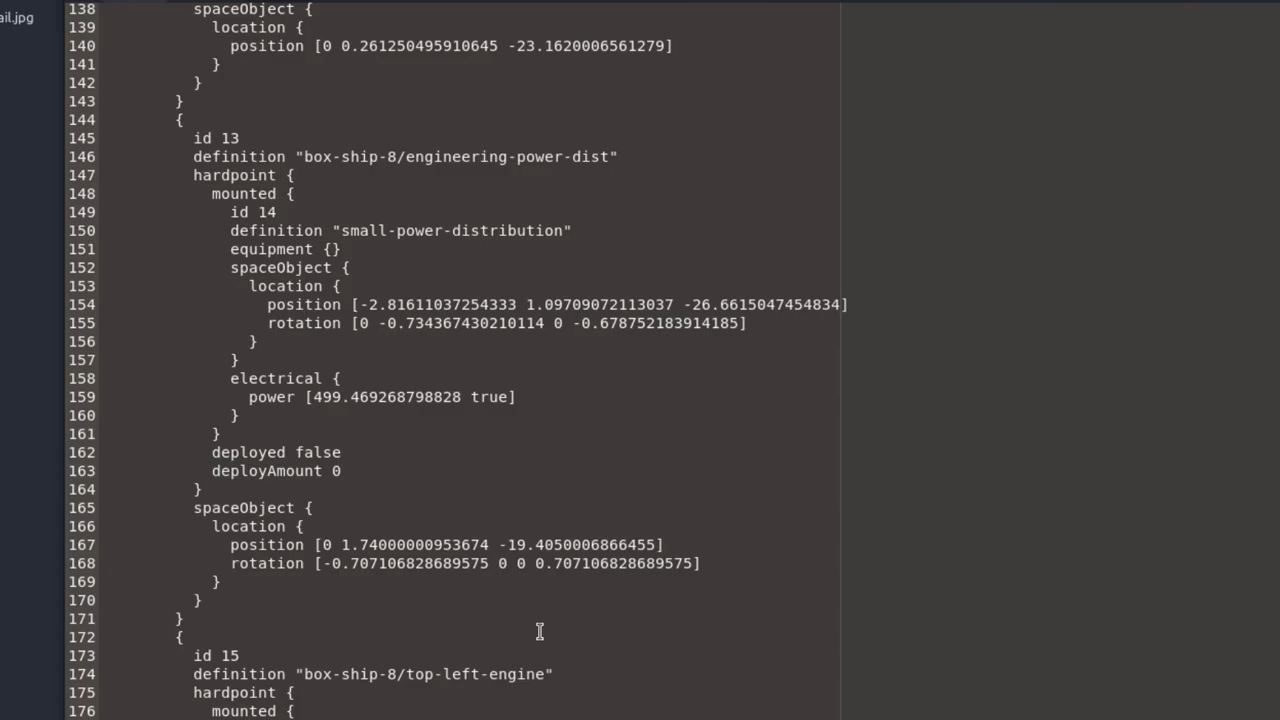 ail.jpg
138 spaceObject {
139 location {
140 position [0 0.261250495910645 -23.1620006561279]
141 }
142 }
143 }
144 {
145 id 13
146 definition "box-ship-8/engineering-power-dist"
147 hardpoint {
148 mounted {
149 id 14
150 definition "small-power-distribution"
151 equipment {}
152 spaceObject {
153 location {
154 position [-2.81611037254333 1.09709072113037 -26.6615047454834]
155 rotation [0 -0.734367430210114 0 -0.678752183914185]
156 }
157 }
158 electrical {
159 power [499.469268798828 true]
160 }
161 }
162 deployed false
163 deployAmount 0
164 }
165 spaceObject {
166 location {
167 position [0 1.74000000953674 -19.4050006866455]
168 rotation [-0.707106828689575 0 0 0.707106828689575]
169 }
170 }
171 }
172 {
173 id 15
174 definition "box-ship-8/top-left-engine"
175 hardpoint {
176 mounted {